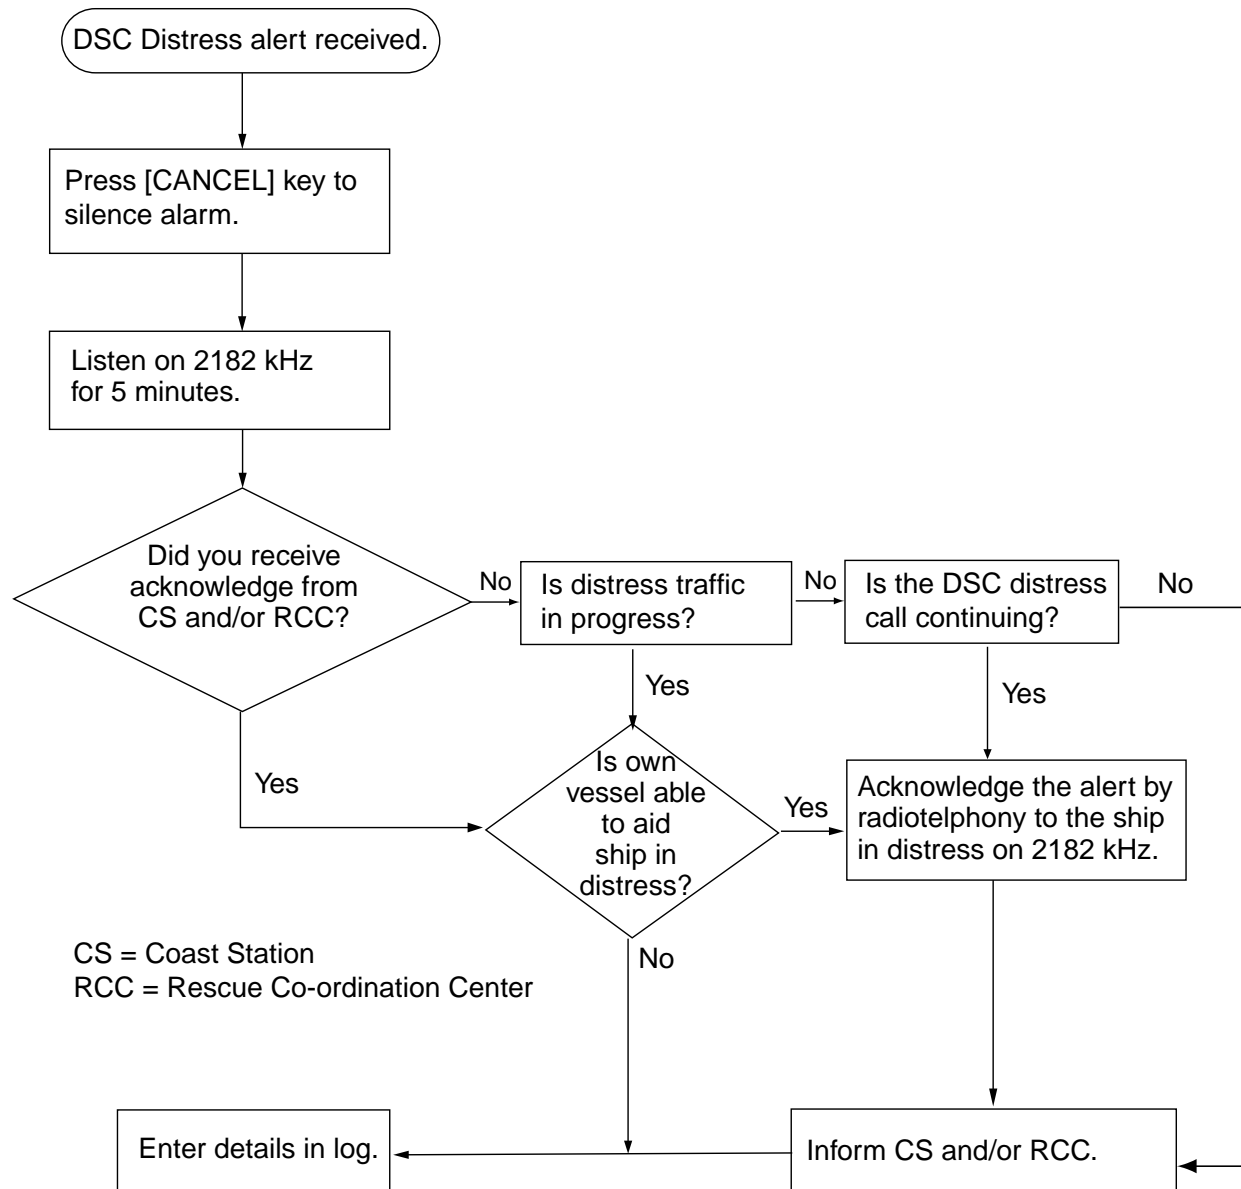 DSC Distress alert received.
Press [CANCEL] key to
silence alarm.
Listen on 2182 kHz
for 5 minutes.
Did you receive
acknowledge from
CS and/or RCC?
No
Is distress traffic
in progress?
No
Is the DSC distress
call continuing?
No
Yes
Yes
Yes
Is own
vessel able
to aid
ship in
distress?
Yes
Acknowledge the alert by
radiotelphony to the ship
in distress on 2182 kHz.
No
CS = Coast Station
RCC = Rescue Co-ordination Center
Enter details in log.
Inform CS and/or RCC.